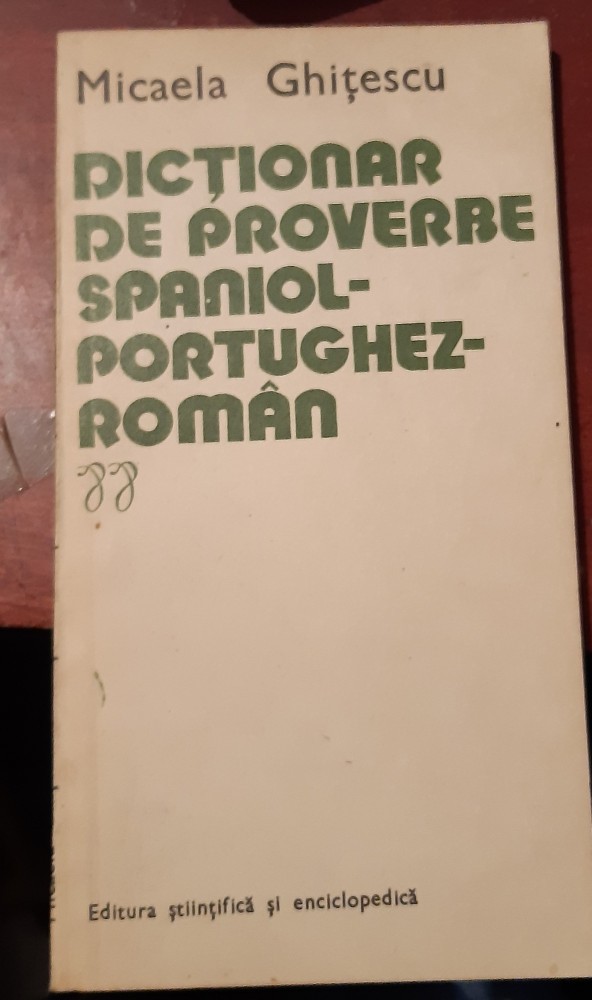 Micaela Ghițescu
DICȚIONAR
DE PROVERBE
SPANIOL-
PORTUGHEZ-
ROMÂN
Editura științifică și enciclopedică